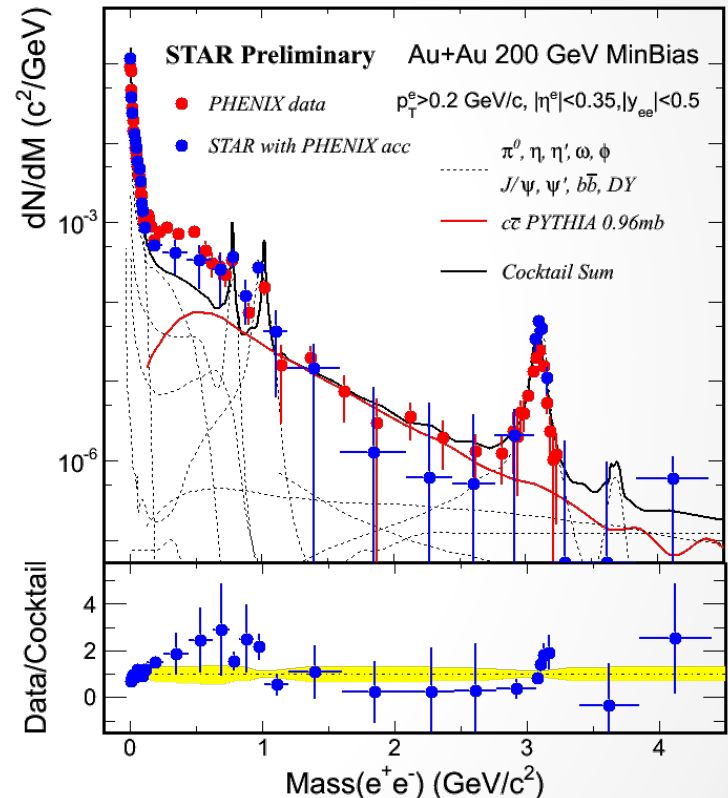 STAR Preliminary Au+Au 200 GeV MinBias
PHENIX data p_T^e>0.2 GeV/c, |η^e|<0.35,|y_ee|<0.5
STAR with PHENIX acc
π⁰, η, η′, ω, ϕ
J/ψ, ψ′, bb̅, DY
cc̅ PYTHIA 0.96mb
Cocktail Sum
dN/dM (c²/GeV)
10⁻³
10⁻⁶
Data/Cocktail
4
2
0
0 1 2 3 4
Mass(e⁺e⁻) (GeV/c²)